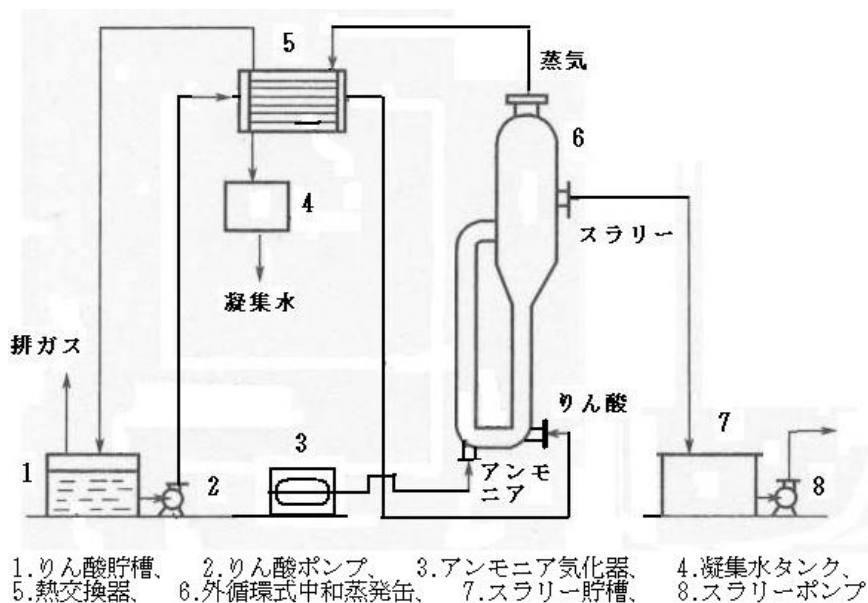 5
蒸気
6
4
スラリー
凝集水
排ガス
りん酸
7
3
1
2
アンモ
ニア
8
1.りん酸貯槽、 2.りん酸ポンプ、 3.アンモニア気化器、 4.凝集水タンク、
5.熱交換器、 6.外循環式中和蒸発缶、 7.スラリー貯槽、 8.スラリーポンプ